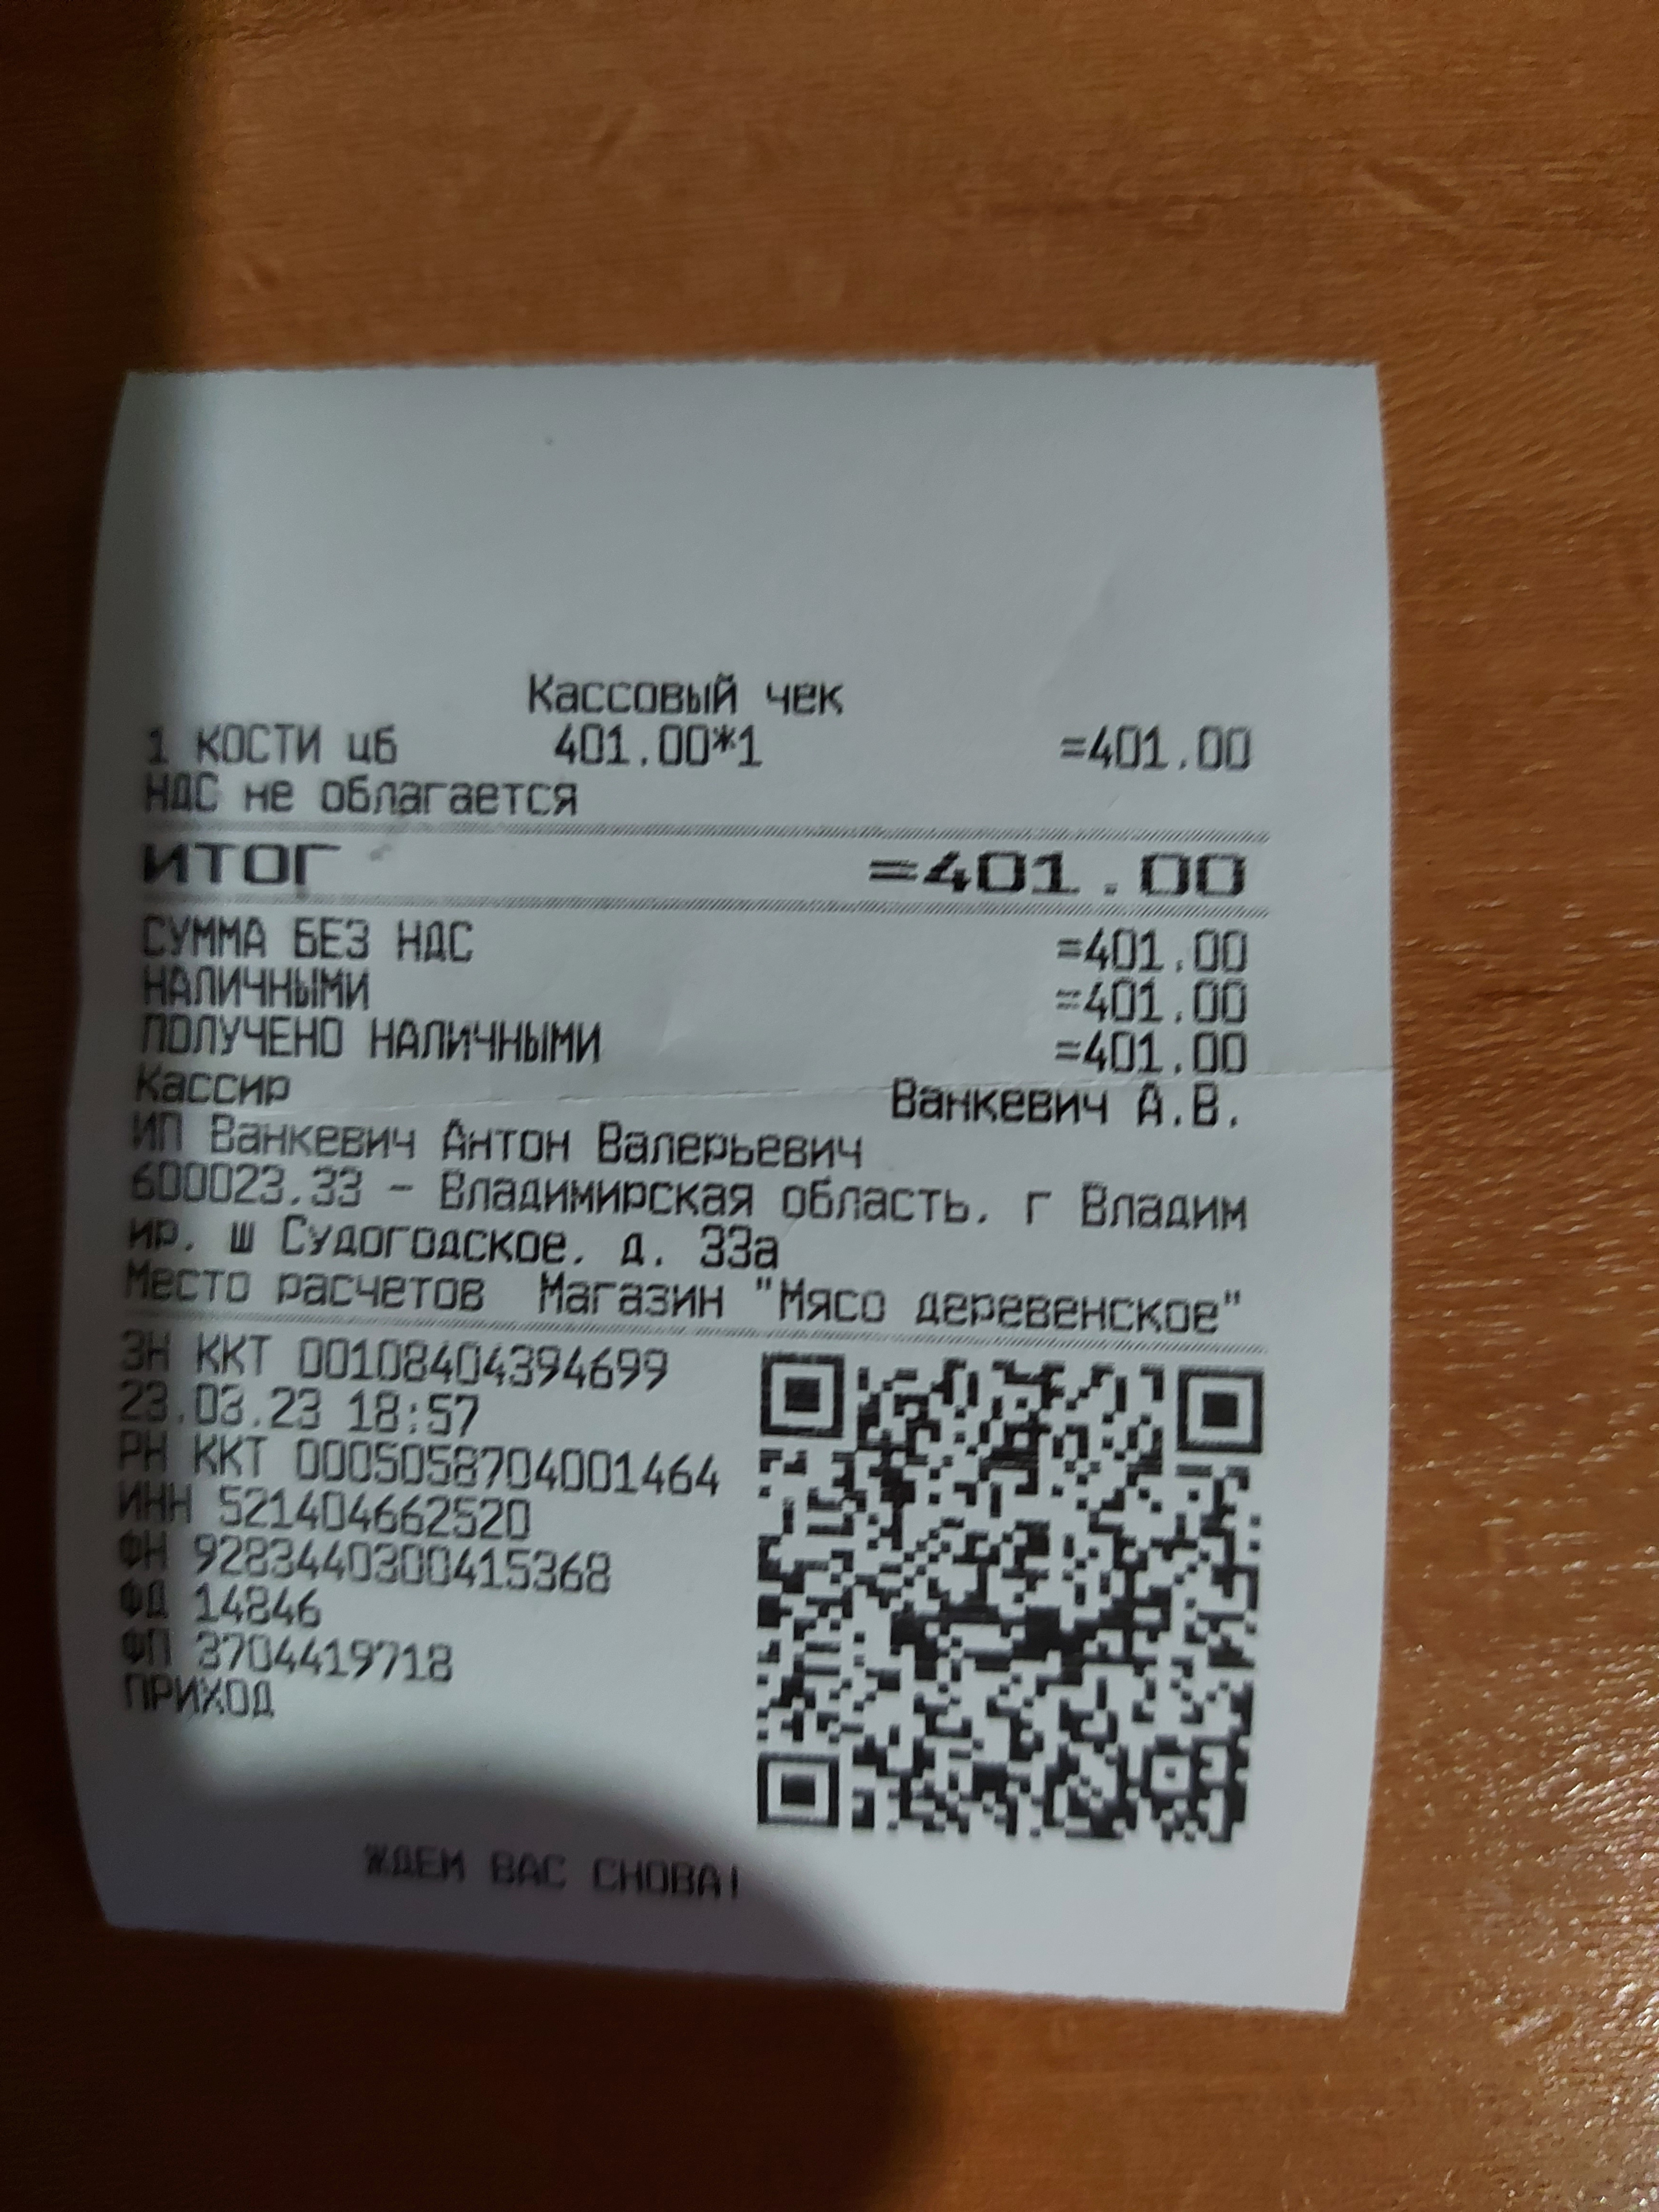 Кассовый чек
1 КОСТИ цб 401.00*1 =401.00
НДС не облагается
ИТОГ =401.00
СУММА БЕЗ НДС =401.00
НАЛИЧНЫМИ =401.00
ПОЛУЧЕНО НАЛИЧНЫМИ =401.00
Кассир Ванкевич А.В.
ИП Ванкевич Антон Валерьевич
600023,33 - Владимирская область, г Владим
ир, ш Судогодское, д. 33а
Место расчетов Магазин "Мясо деревенское"
ЗН ККТ 00108404394699
23.03.23 18:57
РН ККТ 0005058704001464
ИНН 521404662520
ФН 9283440300415368
ФД 14846
ФП 3704419718
ПРИХОД
ЖДЕМ ВАС СНОВА!